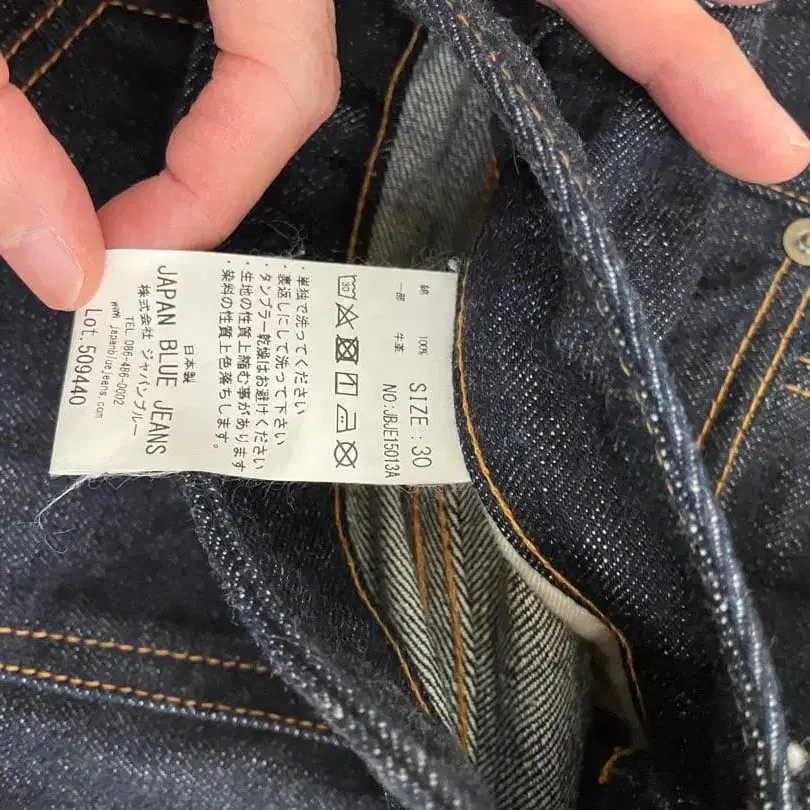 綿 100%
一部 牛革
SIZE : 30
NO:JBJE15013A
30
・単独で洗ってください
・裏返しにして洗って下さい
・タンブラー乾燥はお避けください
・生地の性質上縮む事があります
・染料の性質上色落ちします。
日本製
JAPAN BLUE JEANS
株式会社 ジャパンブルー
TEL 086-486-0002
www.japanbluejeans.com
Lot.509440